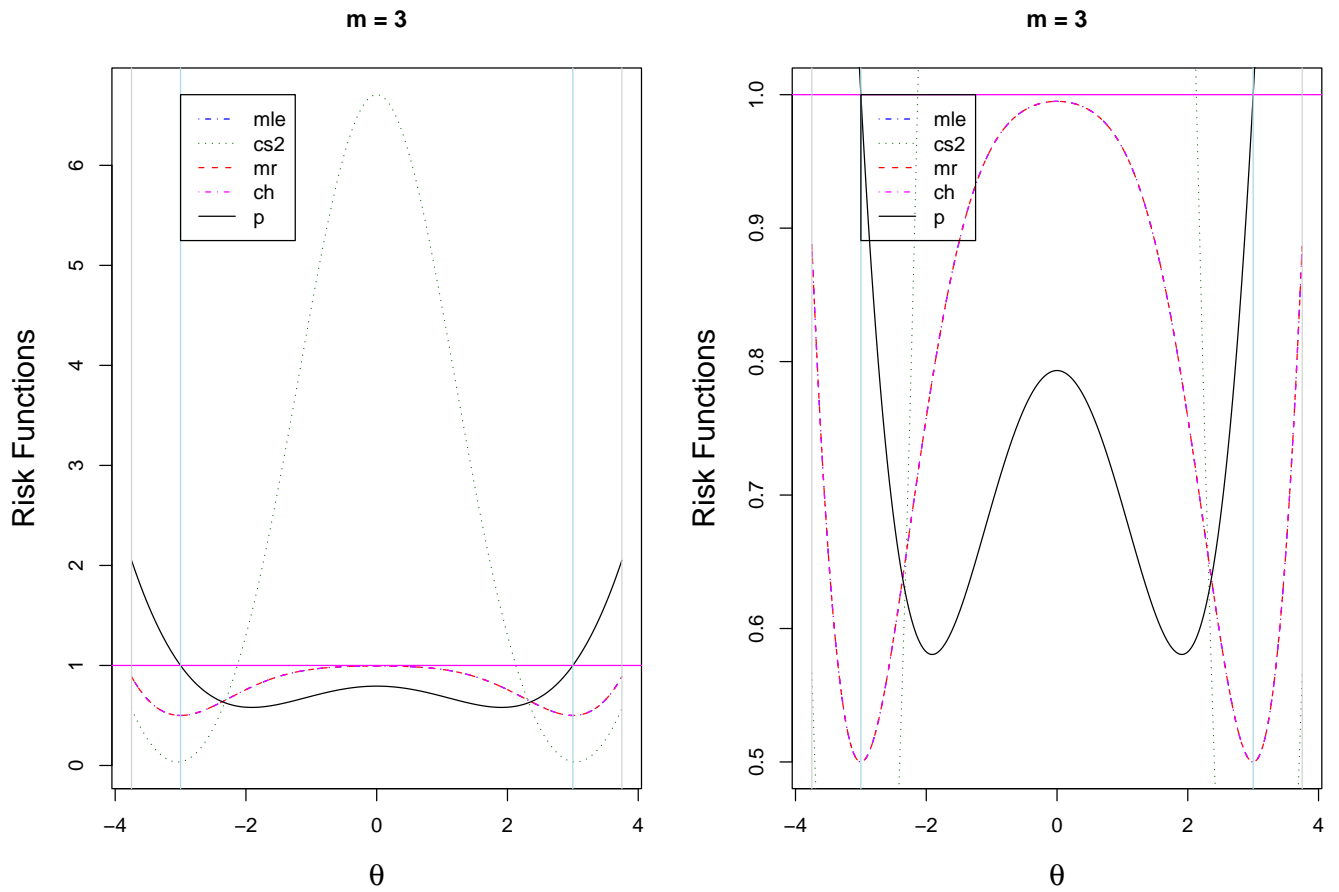 m = 3
Risk Functions
6
5
4
3
2
1
0
mle
cs2
mr
ch
p
−4 −2 0 2 4
θ
m = 3
Risk Functions
1.0
0.9
0.8
0.7
0.6
0.5
mle
cs2
mr
ch
p
−4 −2 0 2 4
θ